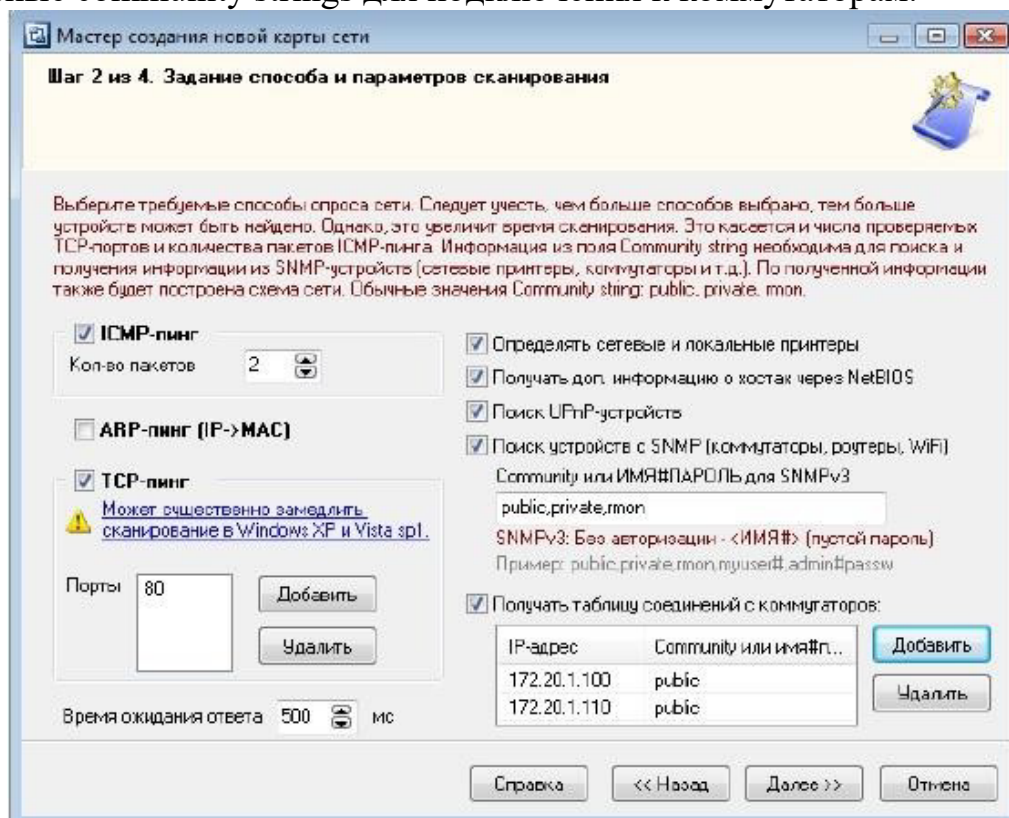 community strings для подключения к коммутаторам.
Мастер создания новой карты сети
Шаг 2 из 4. Задание способа и параметров сканирования
Выберите требуемые способы опроса сети. Следует учесть, чем больше способов выбрано, тем больше
устройств может быть найдено. Однако, это увеличит время сканирования. Это касается и числа проверяемых
TCP-портов и количества пакетов ICMP-пинга. Информация из поля Community string необходима для поиска и
получения информации из SNMP-устройств (сетевые принтеры, коммутаторы и т.д.). По полученной информации
также будет построена схема сети. Обычные значения Community string: public, private, rmon.
ICMP-пинг
Кол-во пакетов 2
ARP-пинг (IP->MAC)
TCP-пинг
Может существенно замедлить
сканирование в Windows XP и Vista sp1.
Порты 80
Добавить
Удалить
Время ожидания ответа 500 мс
Определять сетевые и локальные принтеры
Получать доп. информацию о хостах через NetBIOS
Поиск UPnP-устройств
Поиск устройств с SNMP (коммутаторы, роутеры, WiFi)
Community или ИМЯ#ПАРОЛЬ для SNMPv3
public,private,rmon
SNMPv3: Без авторизации - <ИМЯ#> (пустой пароль)
Пример: public,private,rmon,myuser#,admin#passw
Получать таблицу соединений с коммутаторов:
IP-адрес Community или имя#п...
172.20.1.100 public
172.20.1.110 public
Добавить
Удалить
Справка
<< Назад
Далее >>
Отмена